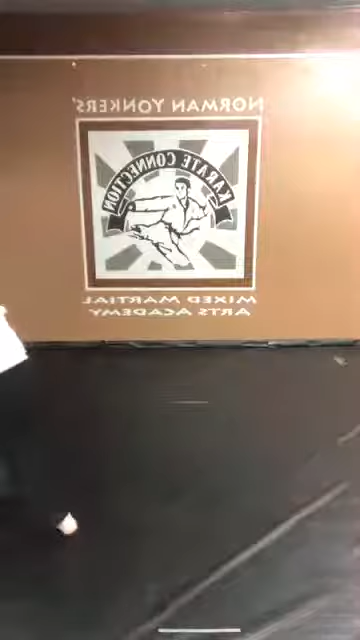 NORMAN YONKERS'
KARATE CONNECTION
MIXED MARTIAL
ARTS ACADEMY